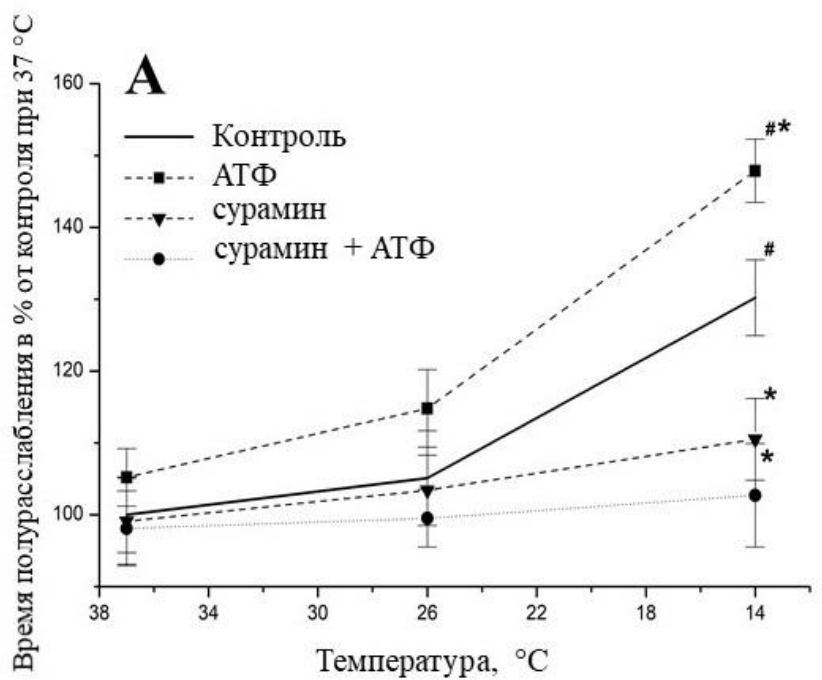 Время полурасслабления в % от контроля при 37 °С
А
160
140
120
100
Контроль
АТФ
сурамин
сурамин + АТФ
#*
#
*
*
38
34
30
26
22
18
14
Температура, °С